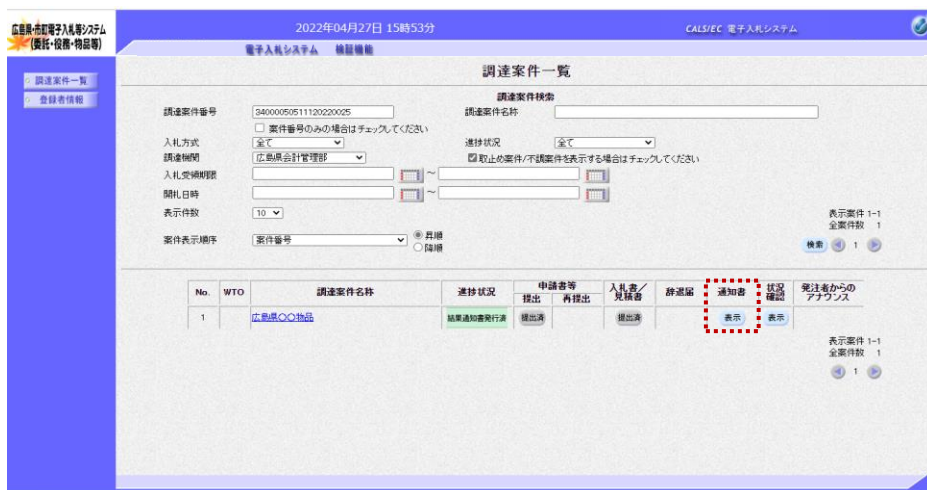 広島県・市町電子入札等システム
(委託・役務・物品等)
2022年04月27日 15時53分
CALS/EC 電子入札システム
電子入札システム 検証機能
調達案件一覧
登録者情報
調達案件一覧
調達案件検索
調達案件番号 34000050511120220025 調達案件名称
案件番号のみの場合はチェックしてください
入札方式 全て 進捗状況 全て
調達機関 広島県会計管理部 取止め案件/不調案件を表示する場合はチェックしてください
入札受領期限 ~
開札日時 ~
表示件数 10
表示案件 1-1
全案件数 1
案件表示順序 案件番号 昇順
降順
検索 1
No. WTO 調達案件名称 進捗状況 申請書等 入札書/見積書 辞退届 通知書 状況確認 発注者からのアナウンス
提出 再提出
1 広島県〇〇物品 結果通知書発行済 提出済 提出済 表示 表示
表示案件 1-1
全案件数 1
1